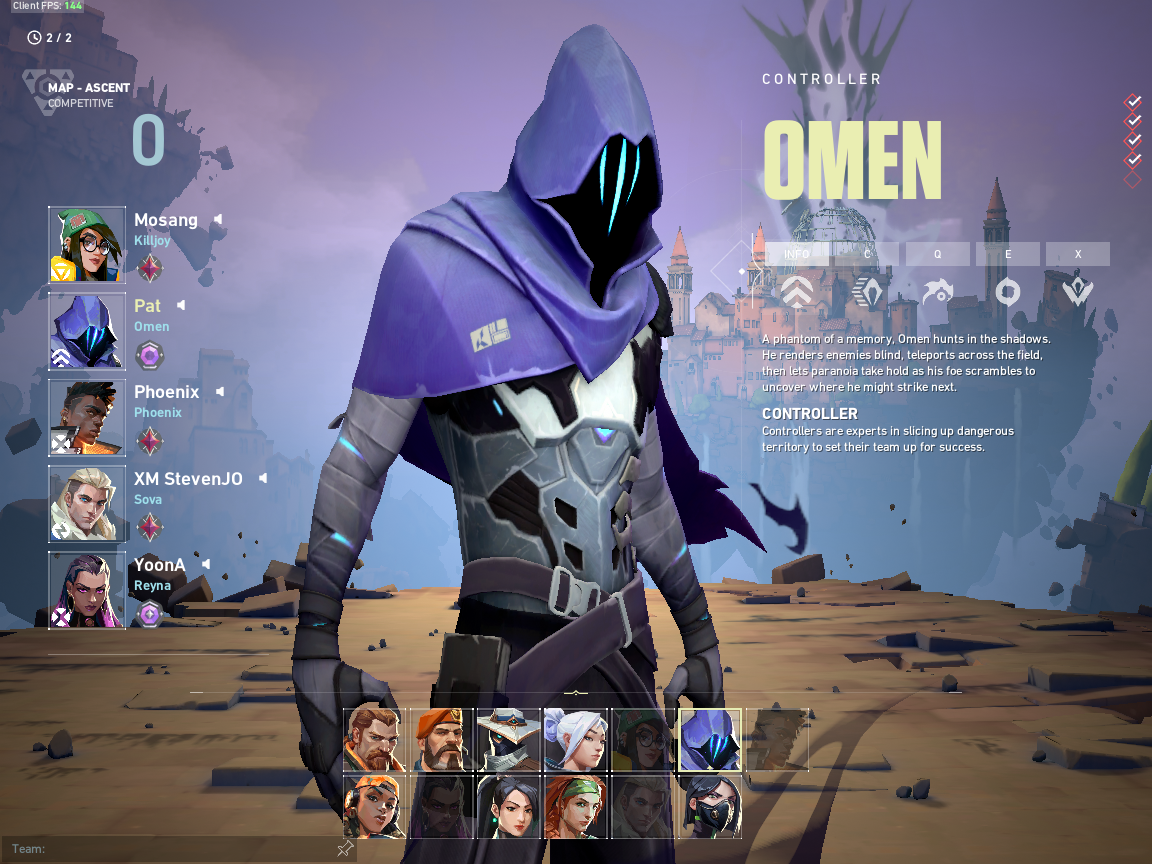 Client FPS: 144
2 / 2
MAP - ASCENT
COMPETITIVE
0
Mosang
Killjoy
Pat
Omen
Phoenix
Phoenix
XM StevenJO
Sova
YoonA
Reyna
CONTROLLER
OMEN
INFO C Q E X
A phantom of a memory, Omen hunts in the shadows.
He renders enemies blind, teleports across the field,
then lets paranoia take hold as his foe scrambles to
uncover where he might strike next.
CONTROLLER
Controllers are experts in slicing up dangerous
territory to set their team up for success.
Team: